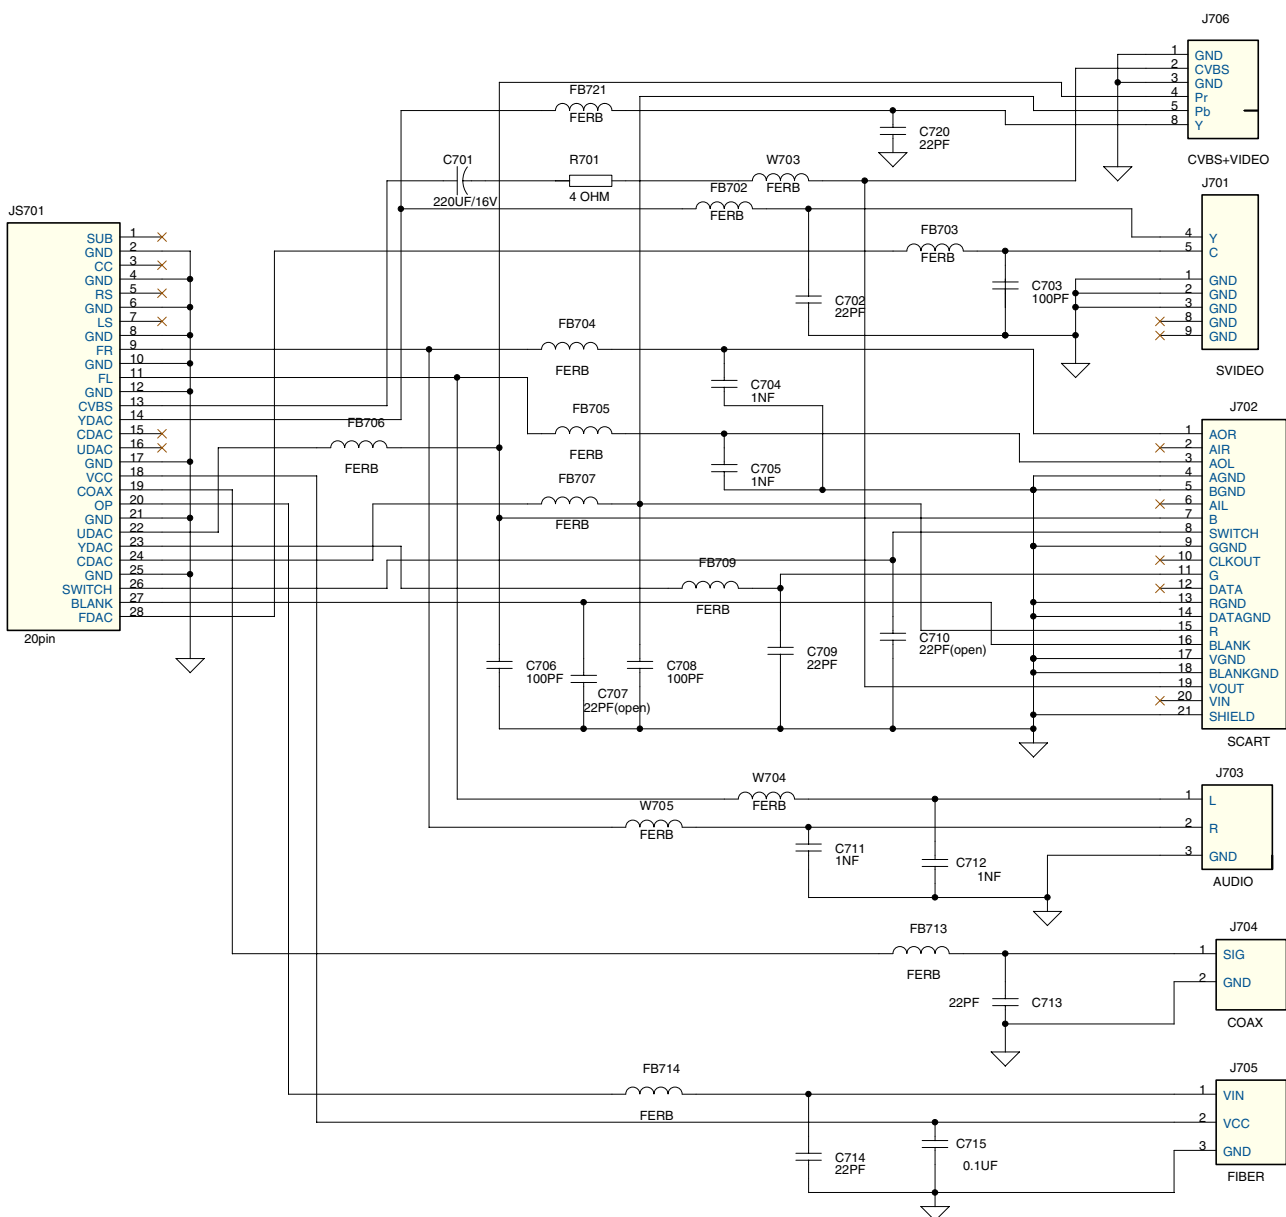 J706
1 GND
2 CVBS
3 GND
4 Pr
5 Pb
8 Y
CVBS+VIDEO
FB721
FERB
C720
22PF
C701
220UF/16V
R701
4 OHM
W703
FERB
FB702
FERB
J701
4 Y
5 C
1 GND
2 GND
3 GND
8 GND
9 GND
SVIDEO
FB703
FERB
C702
22PF
C703
100PF
JS701
SUB 1
GND 2
CC 3
GND 4
RS 5
GND 6
LS 7
GND 8
FR 9
GND 10
FL 11
GND 12
CVBS 13
YDAC 14
CDAC 15
UDAC 16
GND 17
VCC 18
COAX 19
OP 20
GND 21
UDAC 22
YDAC 23
CDAC 24
GND 25
SWITCH 26
BLANK 27
FDAC 28
20pin
FB704
FERB
C704
1NF
FB705
FERB
FB706
FERB
C705
1NF
FB707
FERB
FB709
FERB
J702
1 AOR
2 AIR
3 AOL
4 AGND
5 BGND
6 AIL
7 B
8 SWITCH
9 GGND
10 CLKOUT
11 G
12 DATA
13 RGND
14 DATAGND
15 R
16 BLANK
17 VGND
18 BLANKGND
19 VOUT
20 VIN
21 SHIELD
SCART
C706
100PF
C707
22PF(open)
C708
100PF
C709
22PF
C710
22PF(open)
J703
1 L
2 R
3 GND
AUDIO
W704
FERB
W705
FERB
C711
1NF
C712
1NF
J704
1 SIG
2 GND
COAX
FB713
FERB
22PF C713
J705
1 VIN
2 VCC
3 GND
FIBER
FB714
FERB
C714
22PF
C715
0.1UF